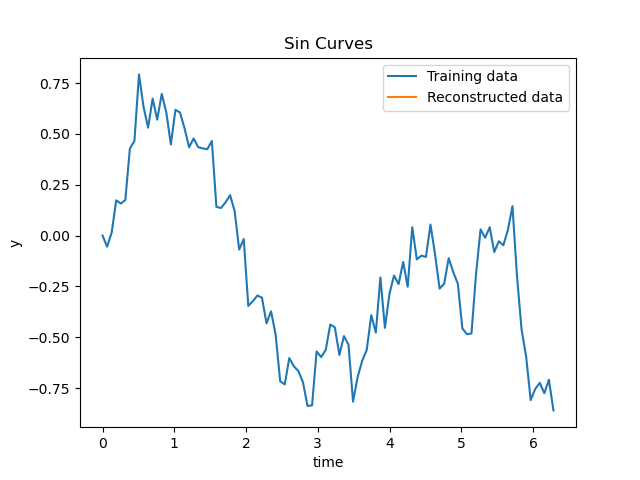 Sin Curves
Training data
Reconstructed data
0.75
0.50
0.25
0.00
−0.25
−0.50
−0.75
y
0 1 2 3 4 5 6
time